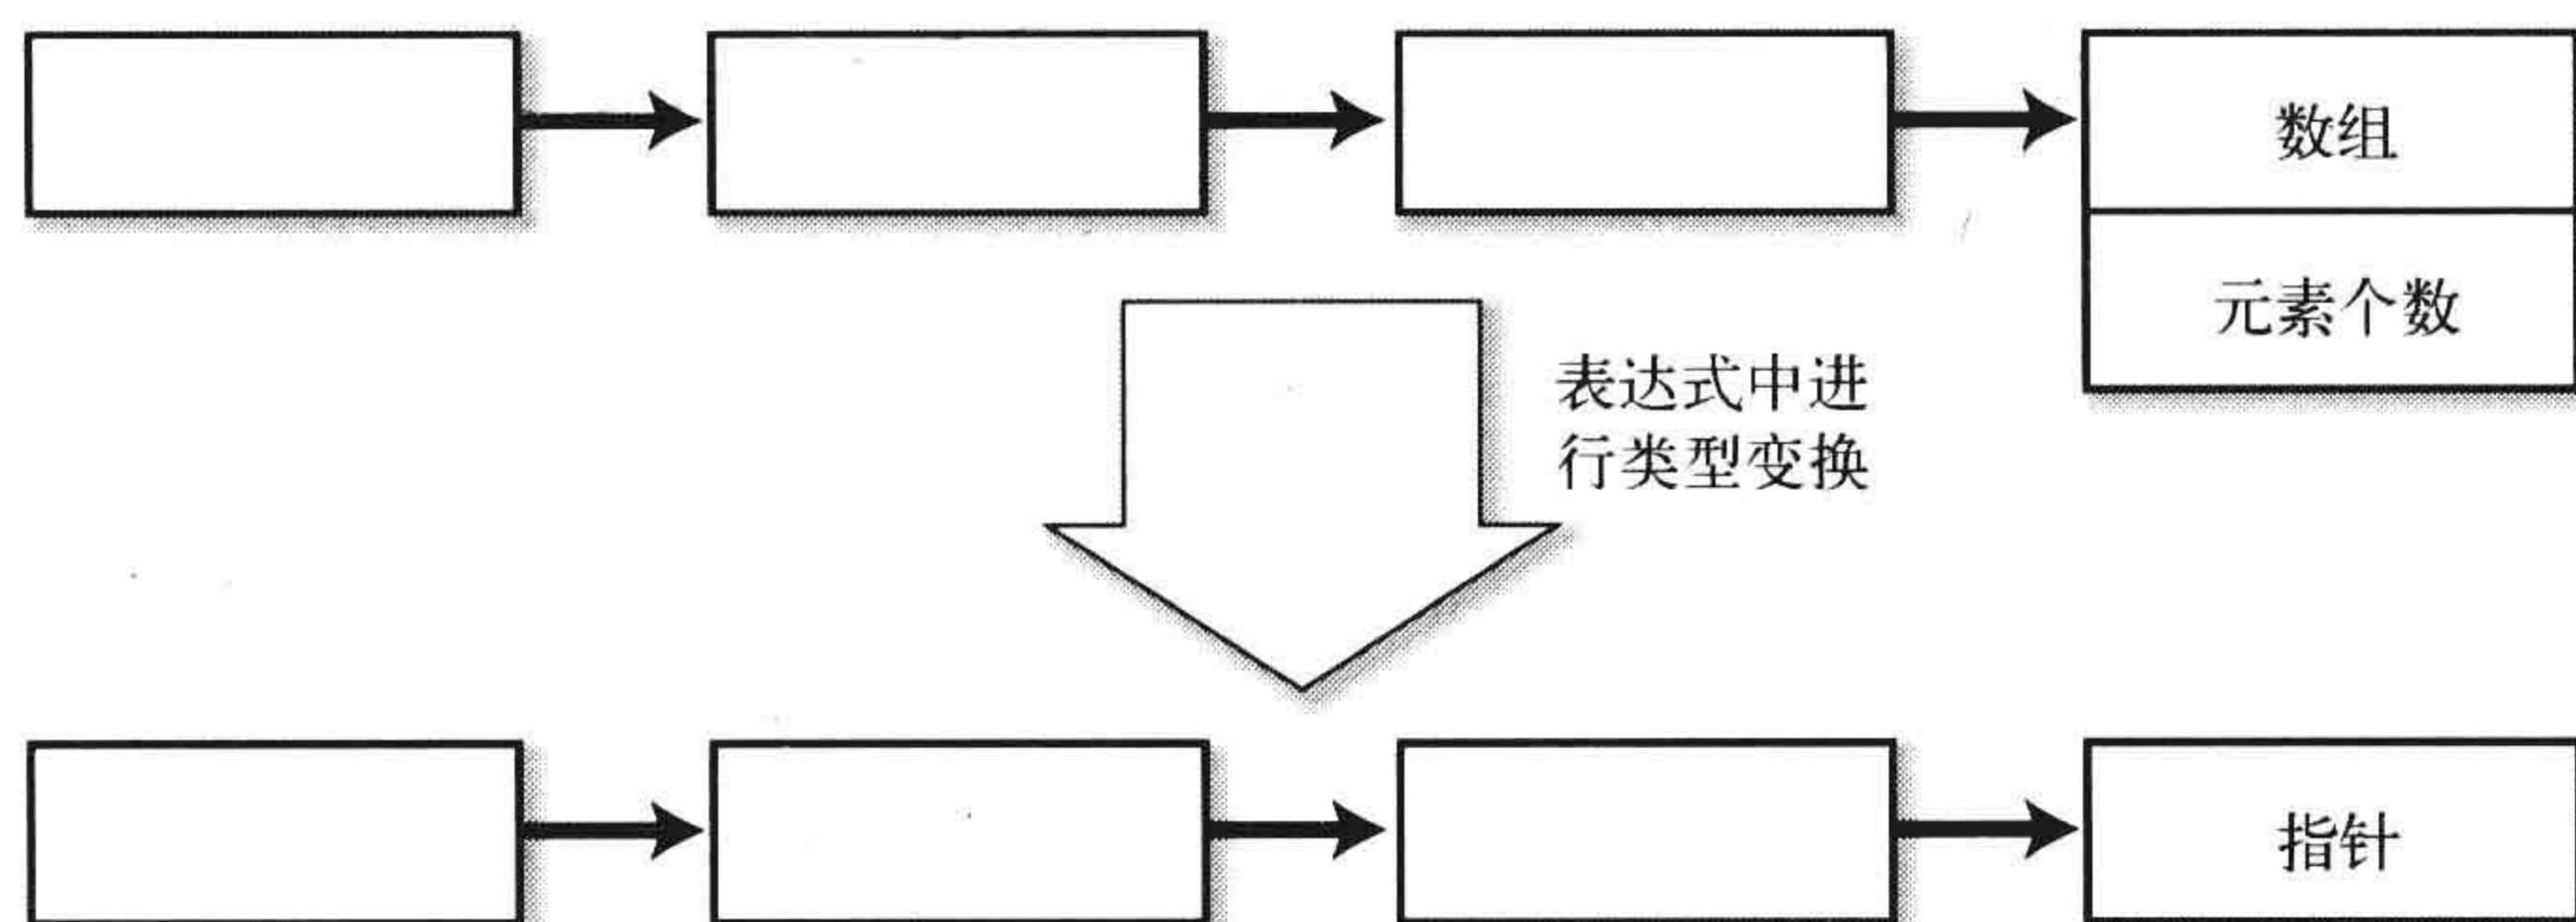 数组
元素个数
表达式中进
行类型变换
指针